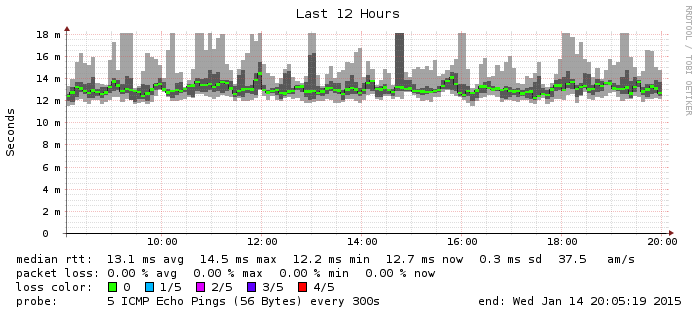 Last 12 Hours
RRDTOOL / TOBI OETIKER
Seconds
18 m
16 m
14 m
12 m
10 m
8 m
6 m
4 m
2 m
0
10:00 12:00 14:00 16:00 18:00 20:00
median rtt: 13.1 ms avg 14.5 ms max 12.2 ms min 12.7 ms now 0.3 ms sd 37.5 am/s
packet loss: 0.00 % avg 0.00 % max 0.00 % min 0.00 % now
loss color: 0 1/5 2/5 3/5 4/5
probe: 5 ICMP Echo Pings (56 Bytes) every 300s end: Wed Jan 14 20:05:19 2015